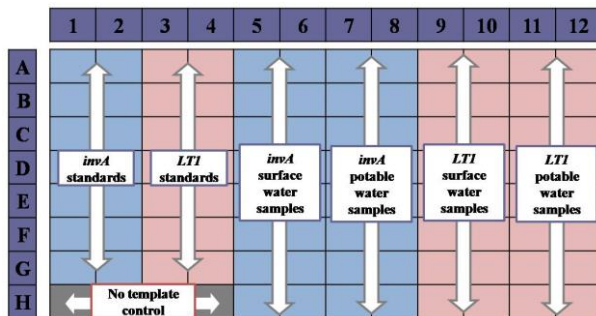 1 2 3 4 5 6 7 8 9 10 11 12
A
B
C
D
E
F
G
H
invA
standards
LT1
standards
invA
surface
water
samples
invA
potable
water
samples
LT1
surface
water
samples
LT1
potable
water
samples
No template
control